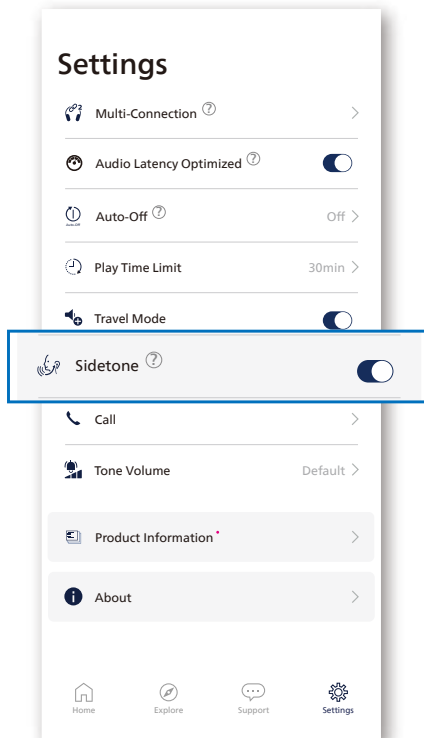 Settings
Multi-Connection ?
Audio Latency Optimized ?
Auto-Off ? Off
Play Time Limit 30min
Travel Mode
Sidetone ?
Call
Tone Volume Default
Product Information
About
Home Explore Support Settings